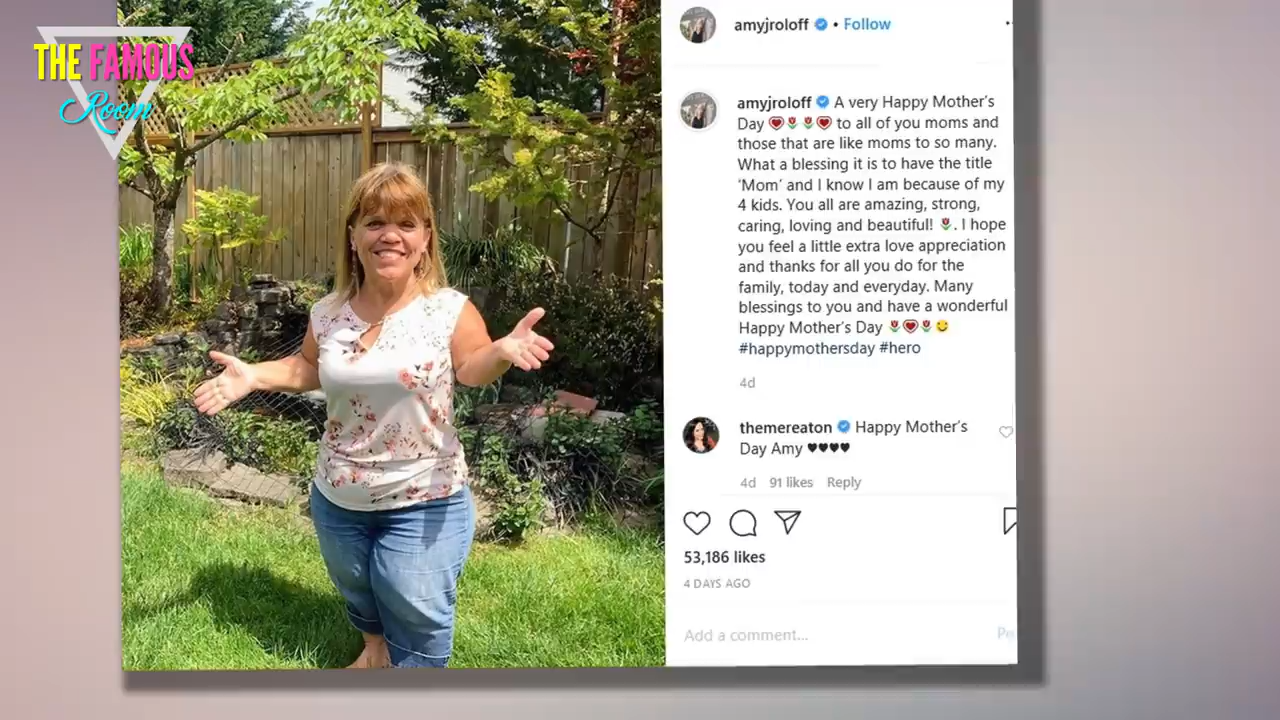 THE FAMOUS
Room
amyjroloff • Follow
amyjroloff A very Happy Mother's
Day ❤️🌷🌷❤️ to all of you moms and
those that are like moms to so many.
What a blessing it is to have the title
‘Mom’ and I know I am because of my
4 kids. You all are amazing, strong,
caring, loving and beautiful! 🌷. I hope
you feel a little extra love appreciation
and thanks for all you do for the
family, today and everyday. Many
blessings to you and have a wonderful
Happy Mother's Day 🌷❤️🌷😊
#happymothersday #hero
4d
themereaton Happy Mother's
Day Amy 🖤🖤🖤🖤
4d 91 likes Reply
53,186 likes
4 DAYS AGO
Add a comment...